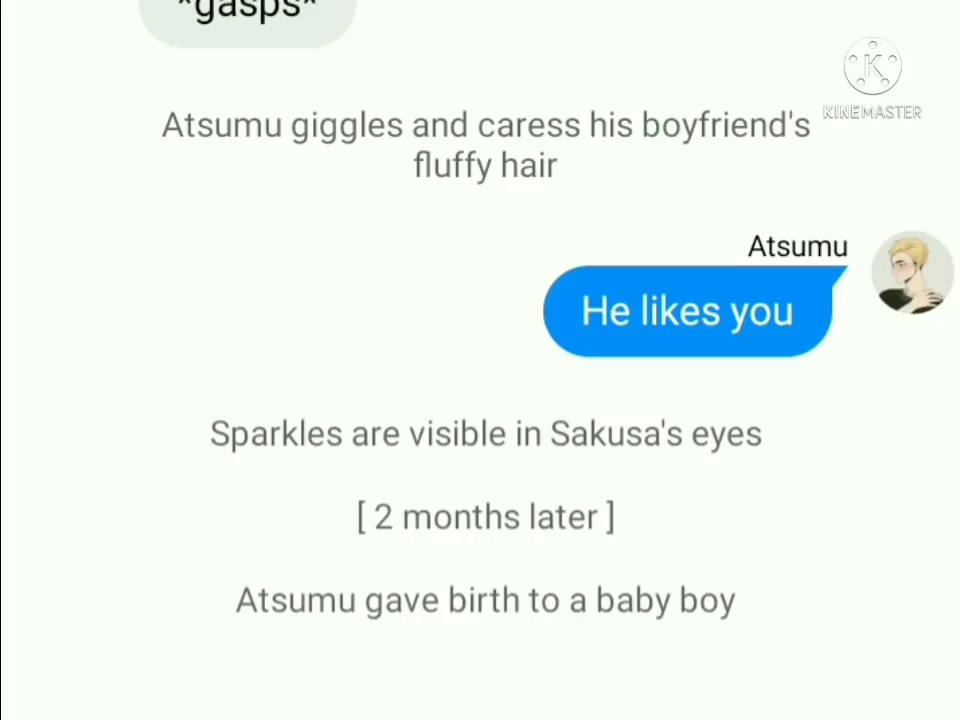 *gasps*
K
KINEMASTER
Atsumu giggles and caress his boyfriend's
fluffy hair
Atsumu
He likes you
Sparkles are visible in Sakusa's eyes
[ 2 months later ]
Atsumu gave birth to a baby boy